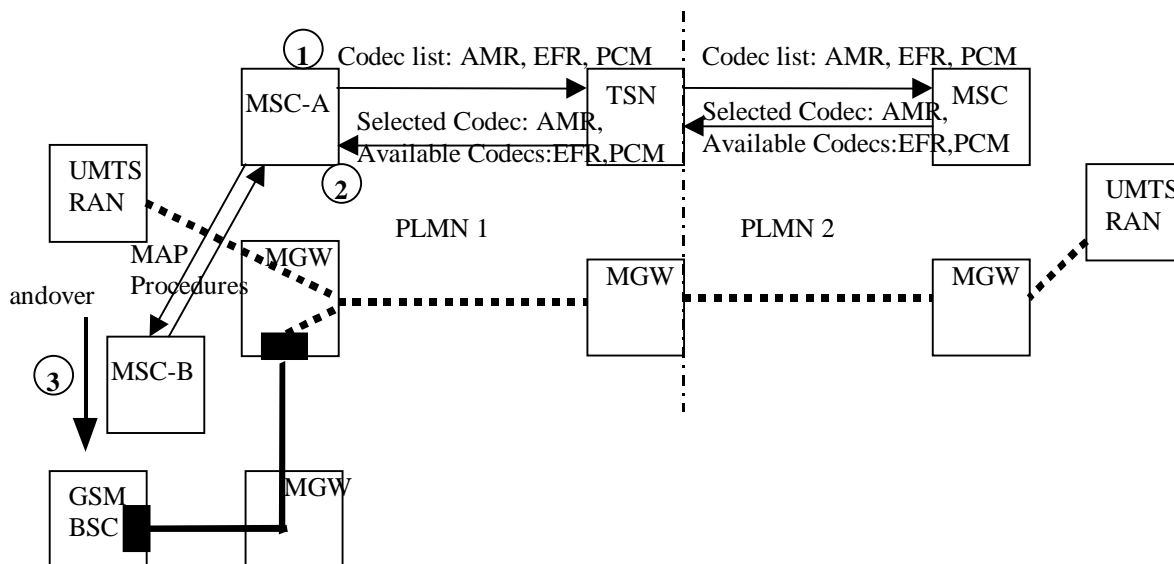 1
Codec list: AMR, EFR, PCM
Codec list: AMR, EFR, PCM
MSC-A
TSN
MSC
Selected Codec: AMR,
Available Codecs:EFR,PCM
Selected Codec: AMR,
Available Codecs:EFR,PCM
2
UMTS
RAN
UMTS
RAN
PLMN 1
PLMN 2
MAP
Procedures
MGW
MGW
MGW
andover
3
MSC-B
GSM
BSC
MGW